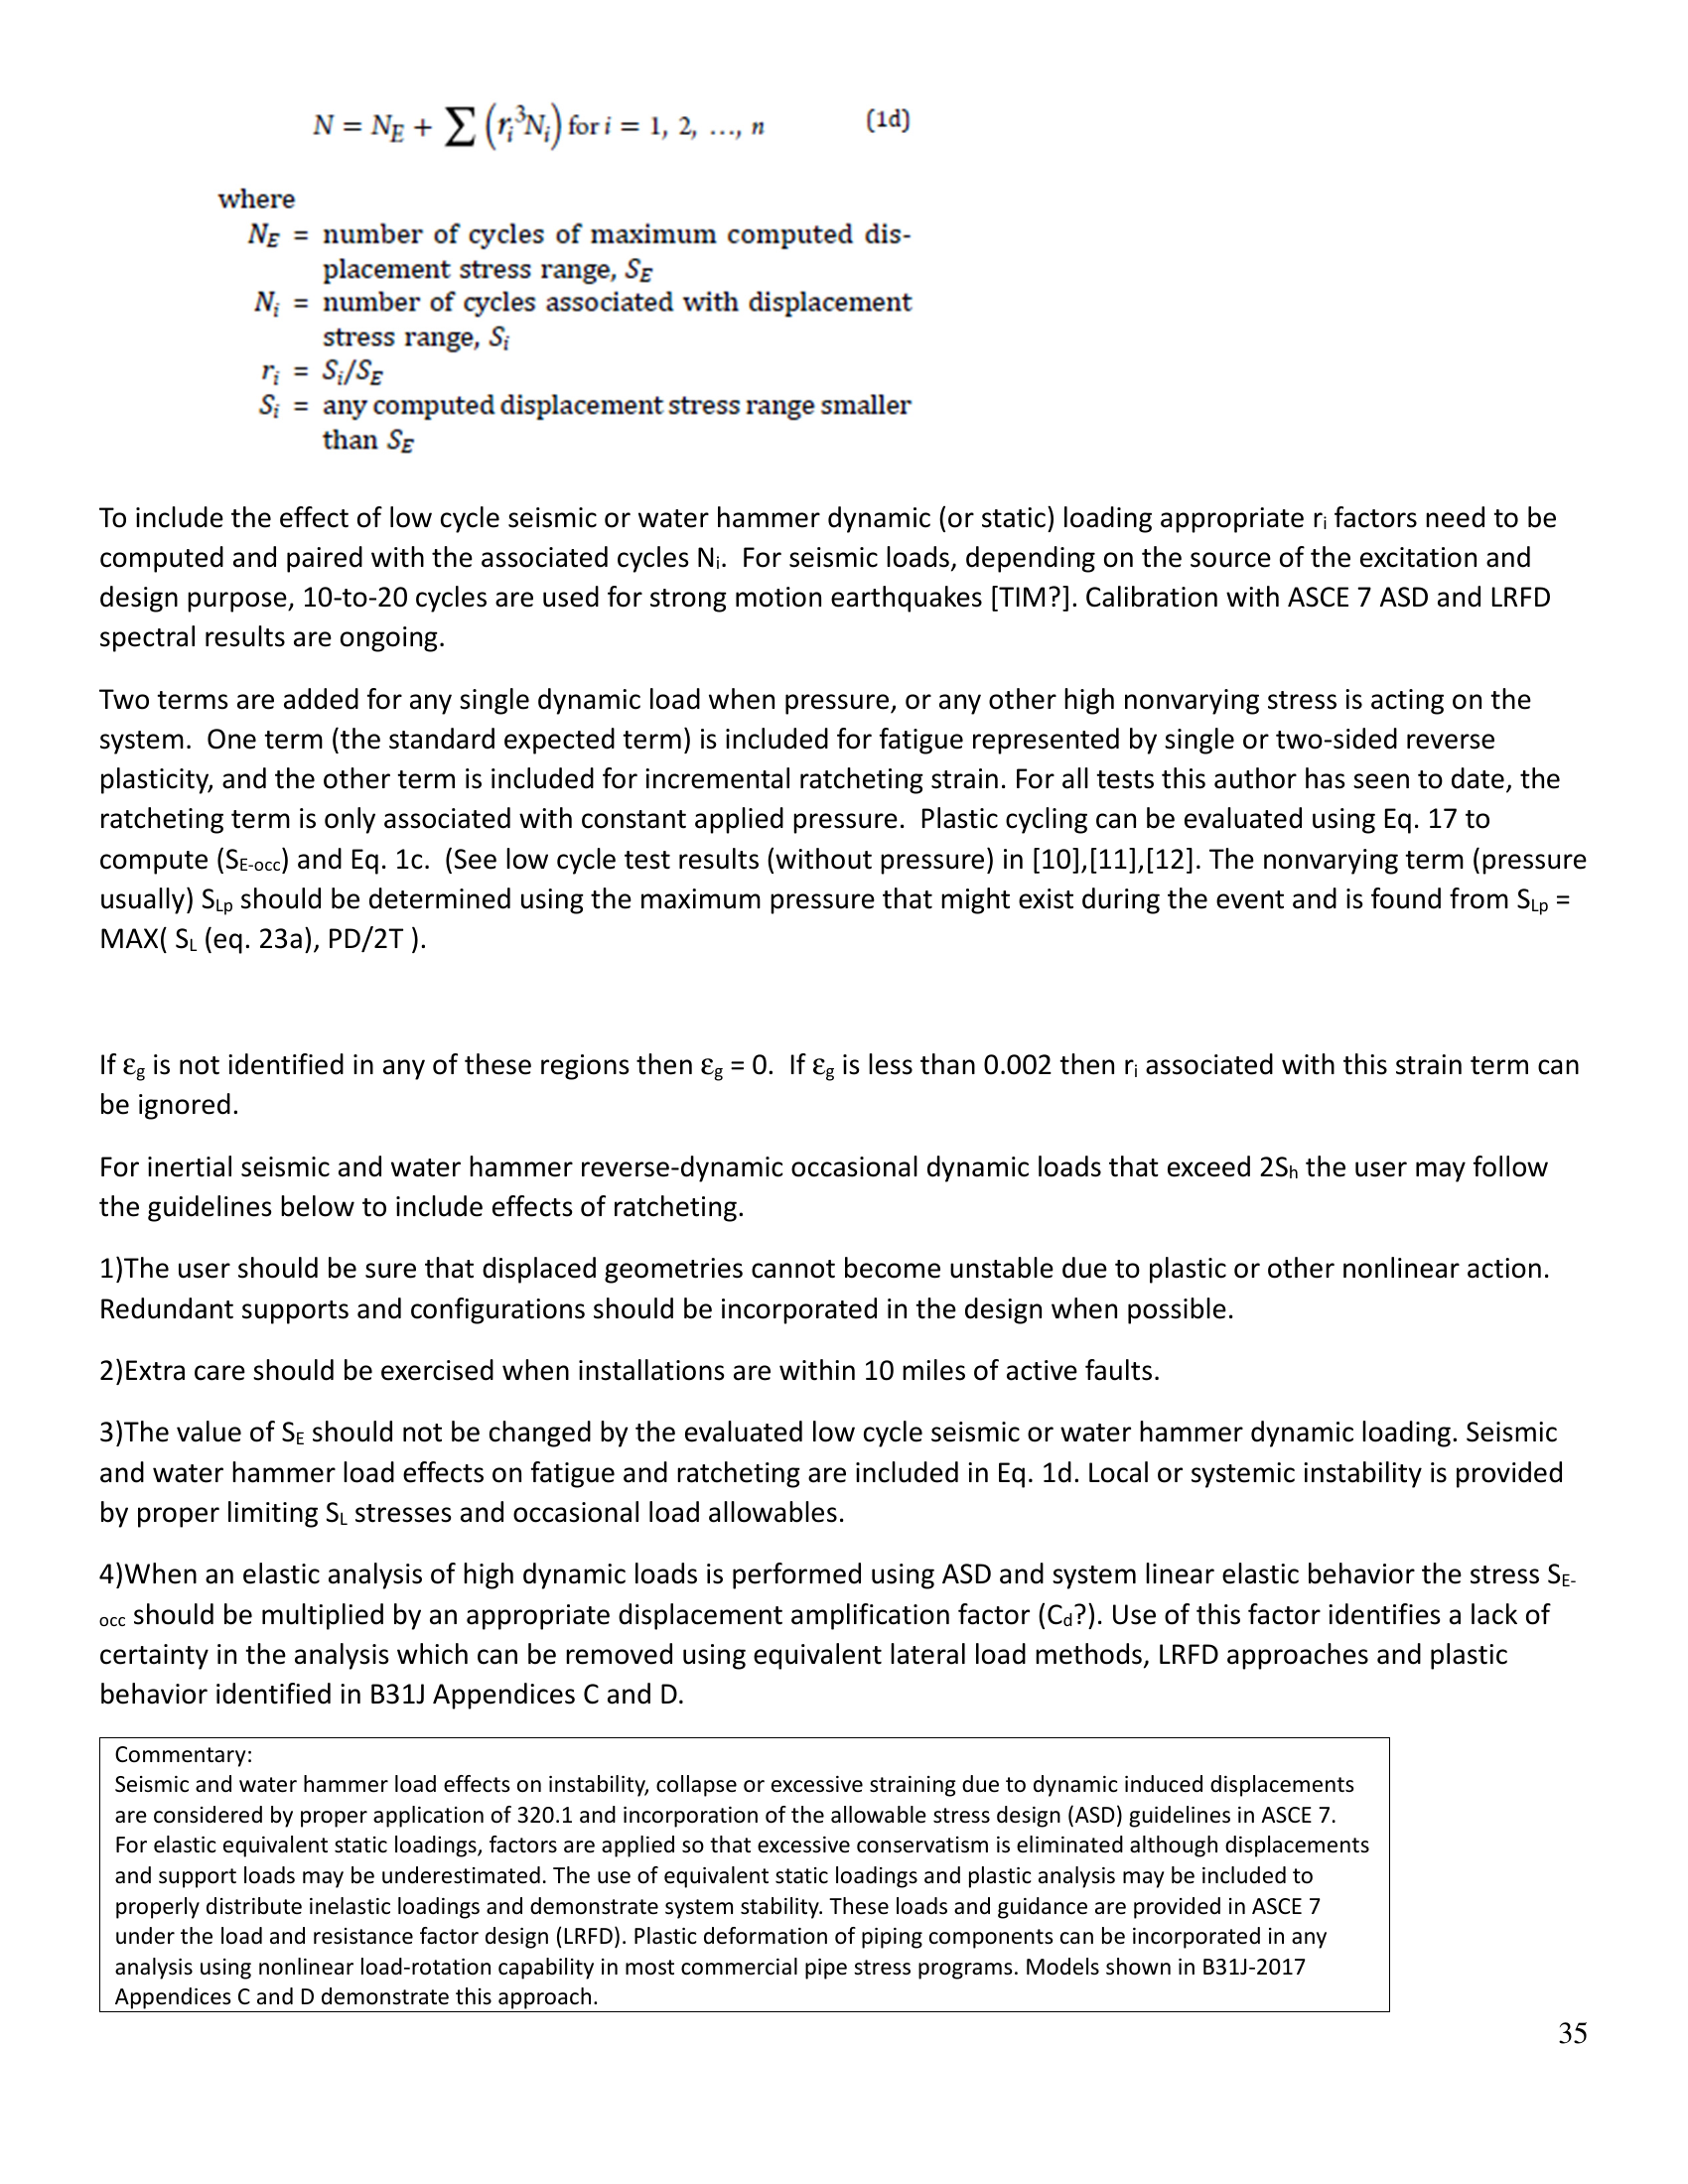 N = N_E + ∑ (r_i³N_i) for i = 1, 2, ..., n (1d)
where
N_E = number of cycles of maximum computed dis-
placement stress range, S_E
N_i = number of cycles associated with displacement
stress range, S_i
r_i = S_i/S_E
S_i = any computed displacement stress range smaller
than S_E
To include the effect of low cycle seismic or water hammer dynamic (or static) loading appropriate r_i factors need to be
computed and paired with the associated cycles N_i. For seismic loads, depending on the source of the excitation and
design purpose, 10-to-20 cycles are used for strong motion earthquakes [TIM?]. Calibration with ASCE 7 ASD and LRFD
spectral results are ongoing.
Two terms are added for any single dynamic load when pressure, or any other high nonvarying stress is acting on the
system. One term (the standard expected term) is included for fatigue represented by single or two-sided reverse
plasticity, and the other term is included for incremental ratcheting strain. For all tests this author has seen to date, the
ratcheting term is only associated with constant applied pressure. Plastic cycling can be evaluated using Eq. 17 to
compute (S_E-occ) and Eq. 1c. (See low cycle test results (without pressure) in [10],[11],[12]. The nonvarying term (pressure
usually) S_Lp should be determined using the maximum pressure that might exist during the event and is found from S_Lp =
MAX( S_L (eq. 23a), PD/2T ).
If ε_g is not identified in any of these regions then ε_g = 0. If ε_g is less than 0.002 then r_i associated with this strain term can
be ignored.
For inertial seismic and water hammer reverse-dynamic occasional dynamic loads that exceed 2S_h the user may follow
the guidelines below to include effects of ratcheting.
1)The user should be sure that displaced geometries cannot become unstable due to plastic or other nonlinear action.
Redundant supports and configurations should be incorporated in the design when possible.
2)Extra care should be exercised when installations are within 10 miles of active faults.
3)The value of S_E should not be changed by the evaluated low cycle seismic or water hammer dynamic loading. Seismic
and water hammer load effects on fatigue and ratcheting are included in Eq. 1d. Local or systemic instability is provided
by proper limiting S_L stresses and occasional load allowables.
4)When an elastic analysis of high dynamic loads is performed using ASD and system linear elastic behavior the stress S_E-
occ should be multiplied by an appropriate displacement amplification factor (C_d?). Use of this factor identifies a lack of
certainty in the analysis which can be removed using equivalent lateral load methods, LRFD approaches and plastic
behavior identified in B31J Appendices C and D.
Commentary:
Seismic and water hammer load effects on instability, collapse or excessive straining due to dynamic induced displacements
are considered by proper application of 320.1 and incorporation of the allowable stress design (ASD) guidelines in ASCE 7.
For elastic equivalent static loadings, factors are applied so that excessive conservatism is eliminated although displacements
and support loads may be underestimated. The use of equivalent static loadings and plastic analysis may be included to
properly distribute inelastic loadings and demonstrate system stability. These loads and guidance are provided in ASCE 7
under the load and resistance factor design (LRFD). Plastic deformation of piping components can be incorporated in any
analysis using nonlinear load-rotation capability in most commercial pipe stress programs. Models shown in B31J-2017
Appendices C and D demonstrate this approach.
35